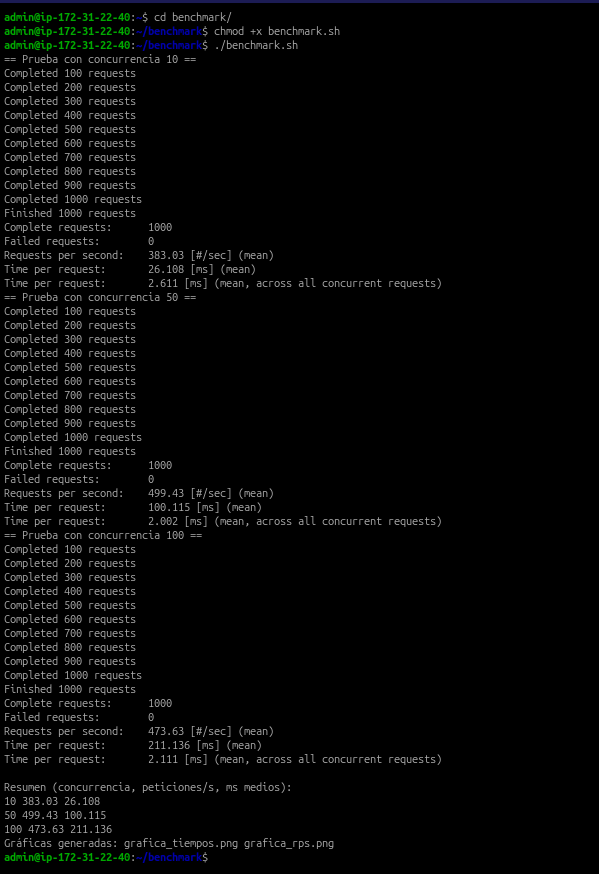 admin@ip-172-31-22-40:~$ cd benchmark/
admin@ip-172-31-22-40:~/benchmark$ chmod +x benchmark.sh
admin@ip-172-31-22-40:~/benchmark$ ./benchmark.sh
== Prueba con concurrencia 10 ==
Completed 100 requests
Completed 200 requests
Completed 300 requests
Completed 400 requests
Completed 500 requests
Completed 600 requests
Completed 700 requests
Completed 800 requests
Completed 900 requests
Completed 1000 requests
Finished 1000 requests
Complete requests:      1000
Failed requests:        0
Requests per second:    383.03 [#/sec] (mean)
Time per request:       26.108 [ms] (mean)
Time per request:       2.611 [ms] (mean, across all concurrent requests)
== Prueba con concurrencia 50 ==
Completed 100 requests
Completed 200 requests
Completed 300 requests
Completed 400 requests
Completed 500 requests
Completed 600 requests
Completed 700 requests
Completed 800 requests
Completed 900 requests
Completed 1000 requests
Finished 1000 requests
Complete requests:      1000
Failed requests:        0
Requests per second:    499.43 [#/sec] (mean)
Time per request:       100.115 [ms] (mean)
Time per request:       2.002 [ms] (mean, across all concurrent requests)
== Prueba con concurrencia 100 ==
Completed 100 requests
Completed 200 requests
Completed 300 requests
Completed 400 requests
Completed 500 requests
Completed 600 requests
Completed 700 requests
Completed 800 requests
Completed 900 requests
Completed 1000 requests
Finished 1000 requests
Complete requests:      1000
Failed requests:        0
Requests per second:    473.63 [#/sec] (mean)
Time per request:       211.136 [ms] (mean)
Time per request:       2.111 [ms] (mean, across all concurrent requests)

Resumen (concurrencia, peticiones/s, ms medios):
10 383.03 26.108
50 499.43 100.115
100 473.63 211.136
Gráficas generadas: grafica_tiempos.png grafica_rps.png
admin@ip-172-31-22-40:~/benchmark$